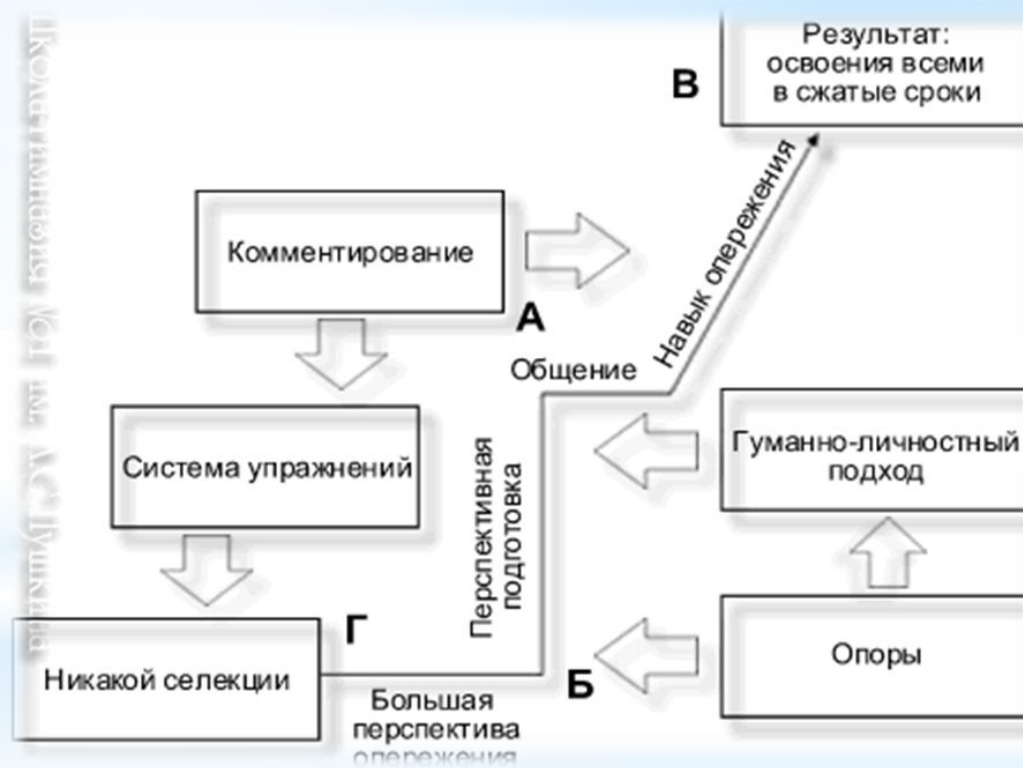 Результат:
освоения всеми
в сжатые сроки
В
Навык опережения
Комментирование
А
Общение
Система упражнений
Перспективная
подготовка
Гуманно-личностный
подход
Г
Никакой селекции
Большая
перспектива
опережения
Б
Опоры